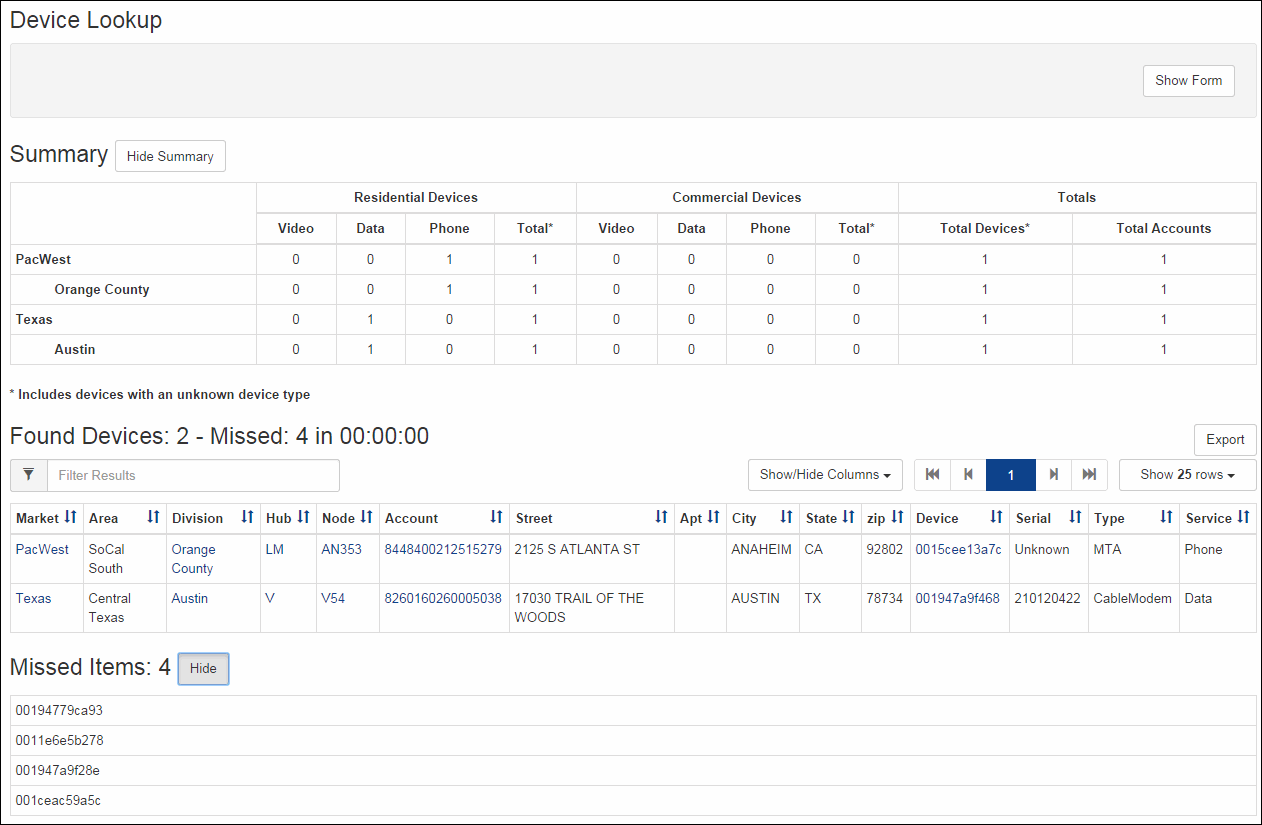 Device Lookup
Show Form
Summary Hide Summary
Residential Devices Commercial Devices Totals
Video Data Phone Total* Video Data Phone Total* Total Devices* Total Accounts
PacWest 0 0 1 1 0 0 0 0 1 1
Orange County 0 0 1 1 0 0 0 0 1 1
Texas 0 1 0 1 0 0 0 0 1 1
Austin 0 1 0 1 0 0 0 0 1 1
* Includes devices with an unknown device type
Found Devices: 2 - Missed: 4 in 00:00:00
Export
Filter Results Show/Hide Columns 1 Show 25 rows
Market Area Division Hub Node Account Street Apt City State zip Device Serial Type Service
PacWest SoCal Orange LM AN353 8448400212515279 2125 S ATLANTA ST ANAHEIM CA 92802 0015cee13a7c Unknown MTA Phone
South County
Texas Central Austin V V54 8260160260005038 17030 TRAIL OF THE AUSTIN TX 78734 001947a9f468 210120422 CableModem Data
Texas WOODS
Missed Items: 4 Hide
00194779ca93
0011e6e5b278
001947a9f28e
001ceac59a5c